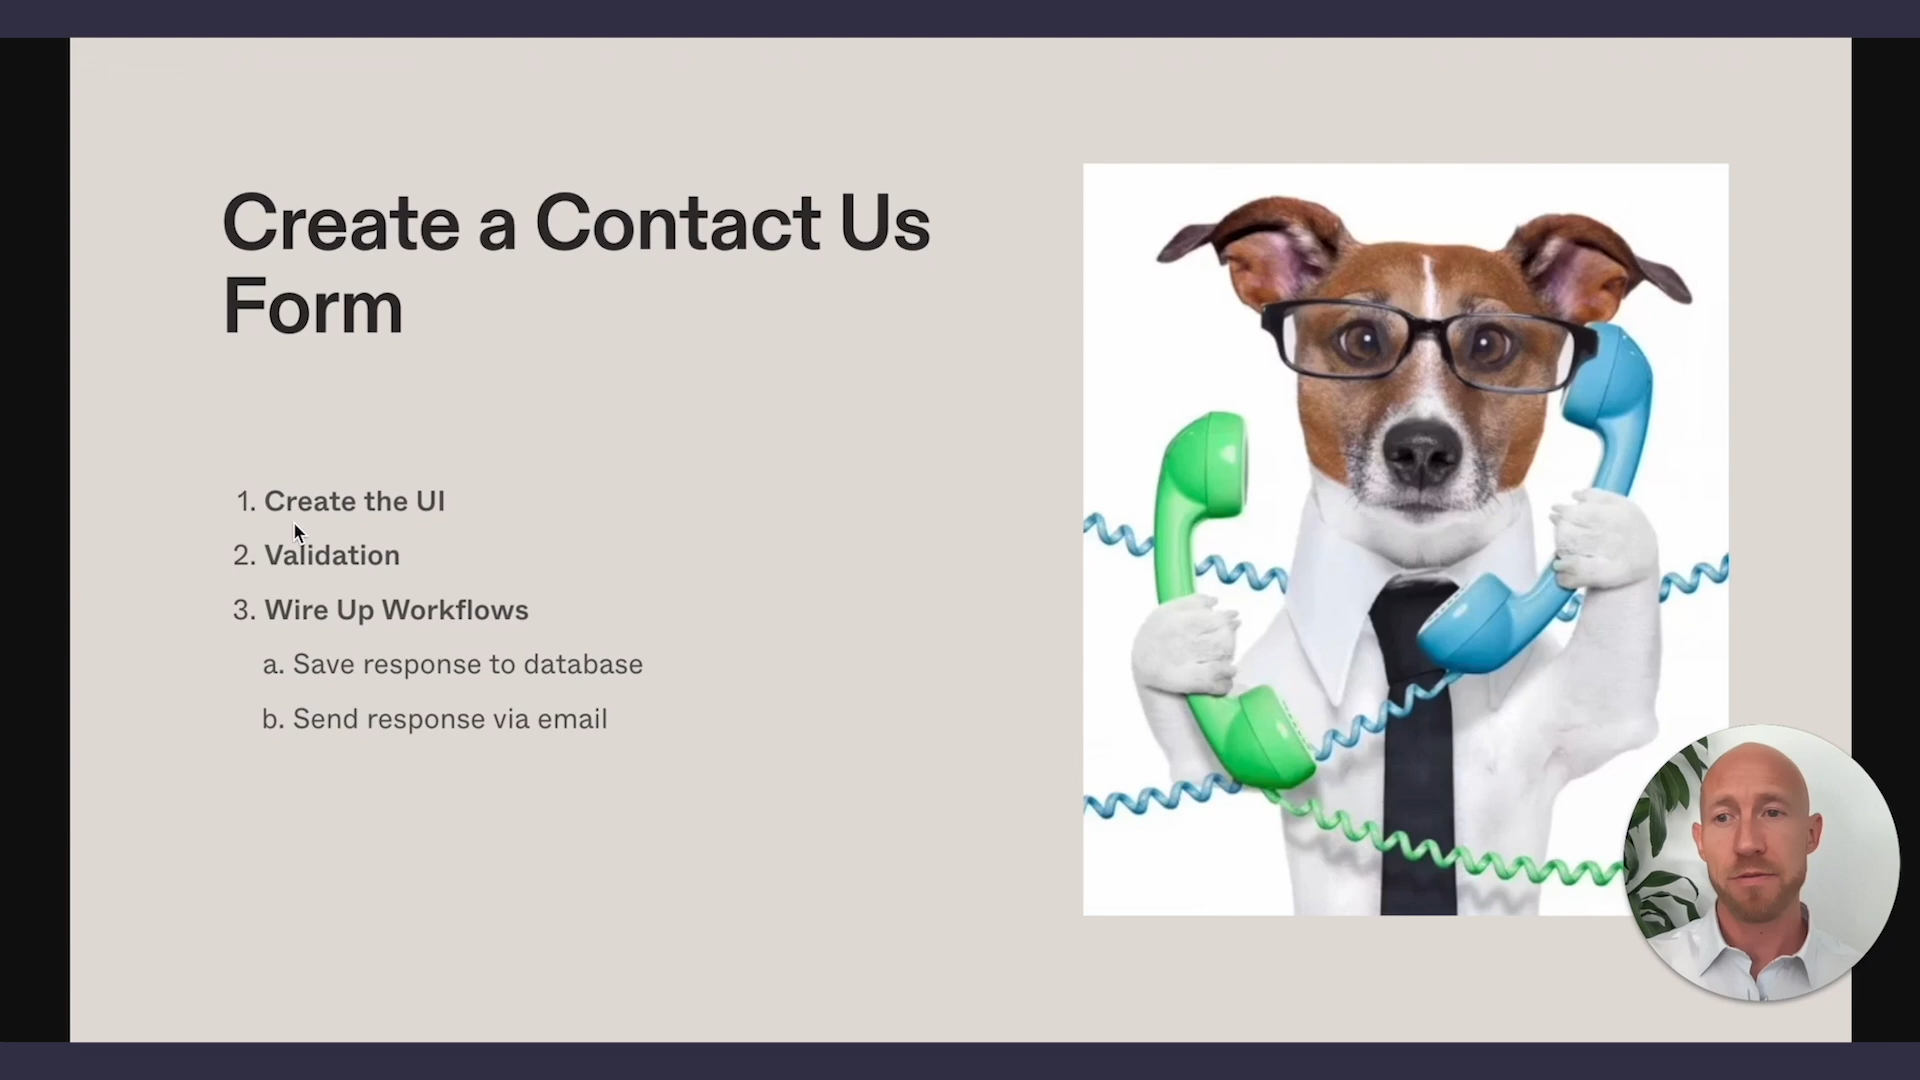 Create a Contact Us
Form
1. Create the UI
2. Validation
3. Wire Up Workflows
a. Save response to database
b. Send response via email